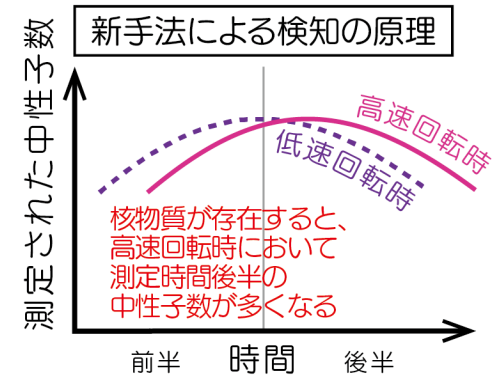 新手法による検知の原理
測定された中性子数
高速回転時
低速回転時
核物質が存在すると、
高速回転時において
測定時間後半の
中性子数が多くなる
前半 時間 後半